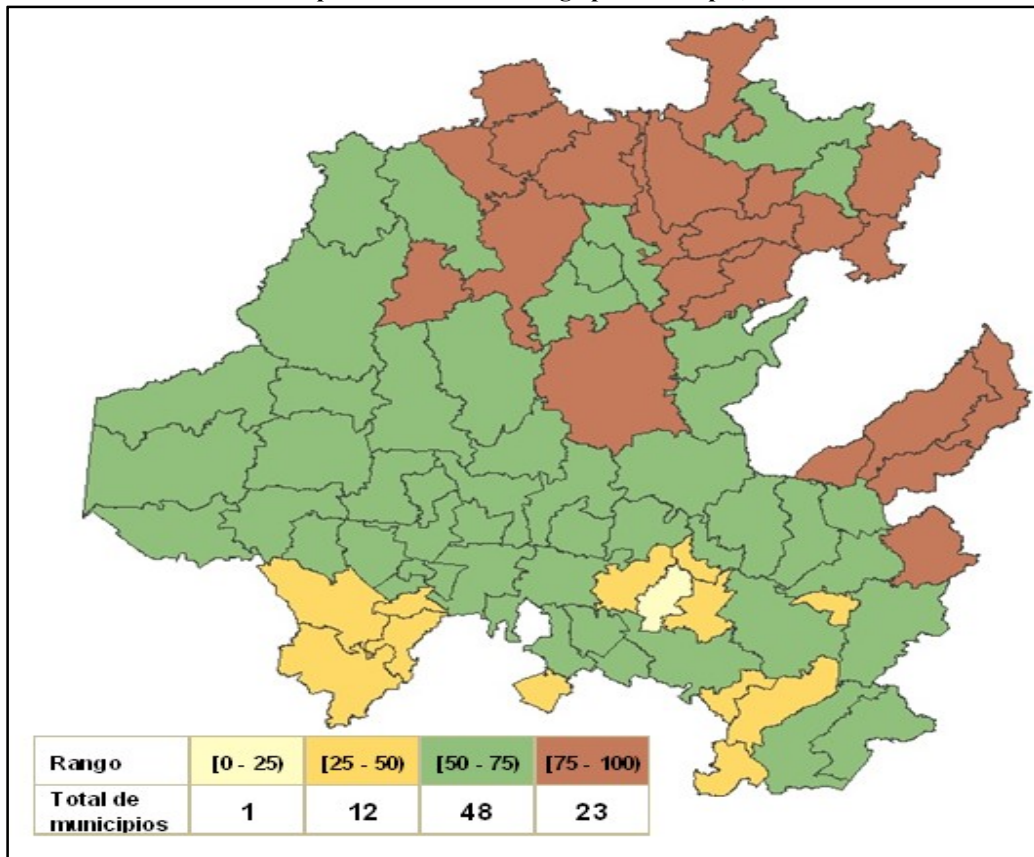 Rango [0 - 25) [25 - 50) [50 - 75) [75 - 100)
Total de
municipios 1 12 48 23